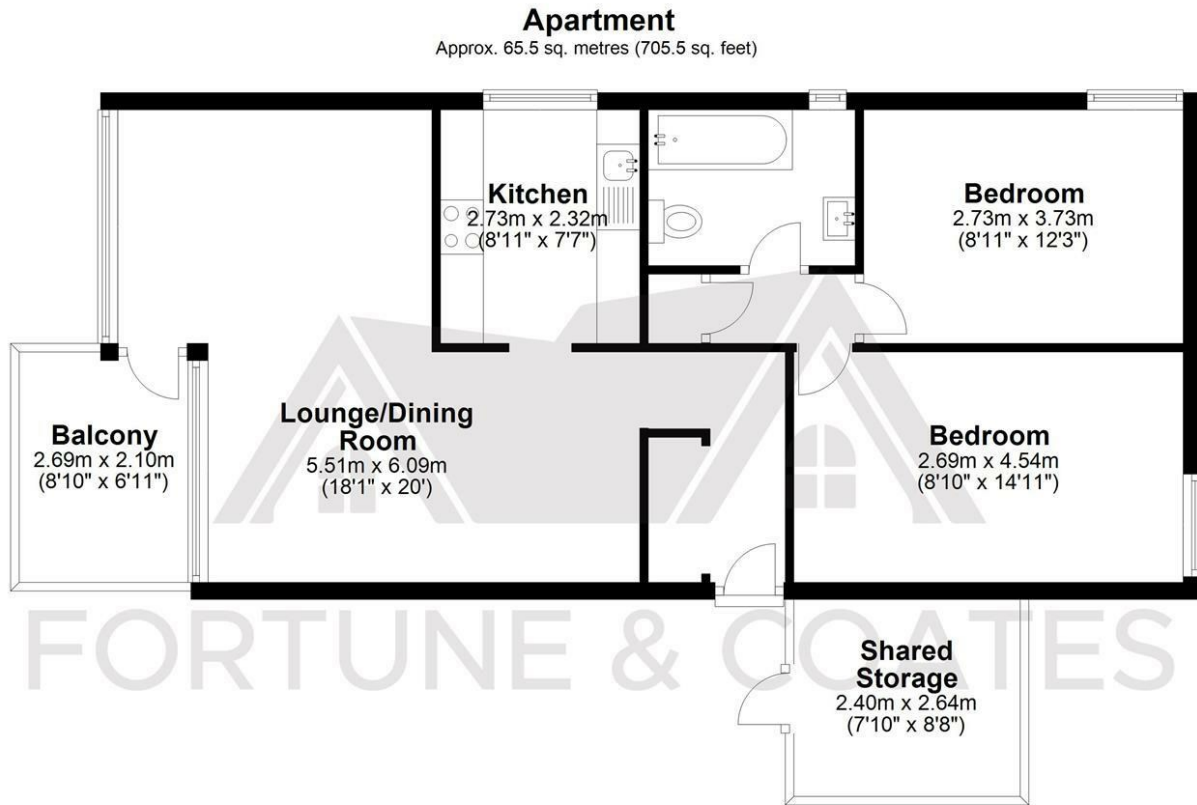 Apartment
Approx. 65.5 sq. metres (705.5 sq. feet)
Kitchen
2.73m x 2.32m
(8'11" x 7'7")
Bedroom
2.73m x 3.73m
(8'11" x 12'3")
Balcony
2.69m x 2.10m
(8'10" x 6'11")
Lounge/Dining
Room
5.51m x 6.09m
(18'1" x 20')
Bedroom
2.69m x 4.54m
(8'10" x 14'11")
FORTUNE & COATES
Shared
Storage
2.40m x 2.64m
(7'10" x 8'8")